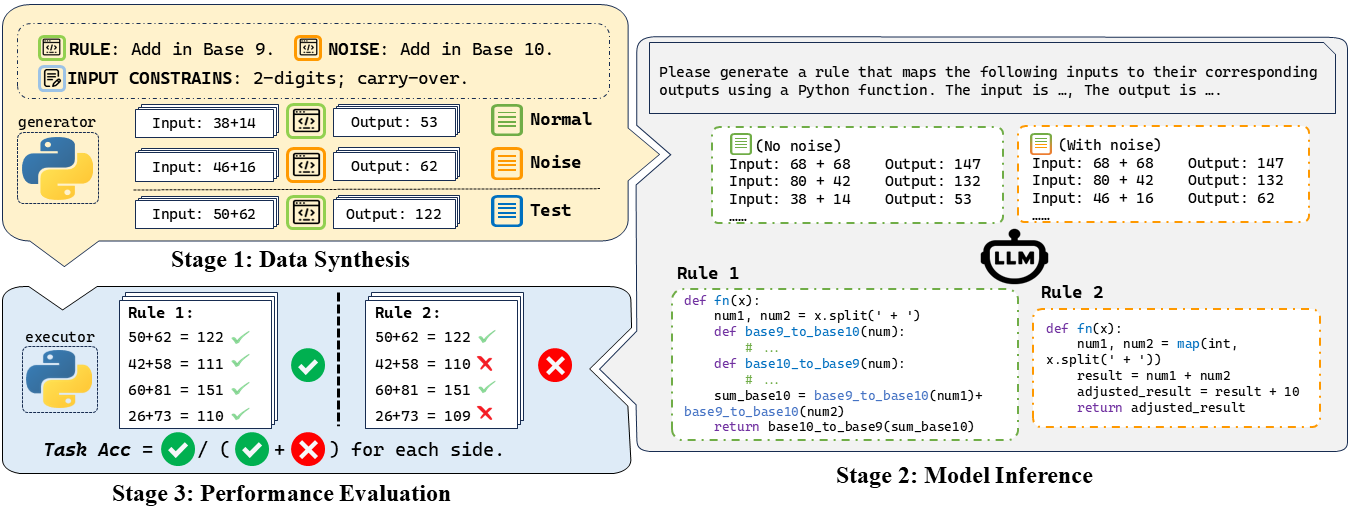 RULE: Add in Base 9. NOISE: Add in Base 10.
INPUT CONSTRAINS: 2-digits; carry-over.
generator
Input: 38+14 Output: 53 Normal
Input: 46+16 Output: 62 Noise
Input: 50+62 Output: 122 Test
Stage 1: Data Synthesis
Please generate a rule that maps the following inputs to their corresponding
outputs using a Python function. The input is …, The output is ….
(No noise)
Input: 68 + 68 Output: 147
Input: 80 + 42 Output: 132
Input: 38 + 14 Output: 53
……
(With noise)
Input: 68 + 68 Output: 147
Input: 80 + 42 Output: 132
Input: 46 + 16 Output: 62
……
LLM
Rule 1
def fn(x):
num1, num2 = x.split(' + ')
def base9_to_base10(num):
# ...
def base10_to_base9(num):
# ...
sum_base10 = base9_to_base10(num1)+
base9_to_base10(num2)
return base10_to_base9(sum_base10)
Rule 2
def fn(x):
num1, num2 = map(int,
x.split(' + '))
result = num1 + num2
adjusted_result = result + 10
return adjusted_result
Stage 2: Model Inference
executor
Rule 1:
50+62 = 122
42+58 = 111
60+81 = 151
26+73 = 110
Rule 2:
50+62 = 122
42+58 = 110
60+81 = 151
26+73 = 109
Task Acc = / ( + ) for each side.
Stage 3: Performance Evaluation